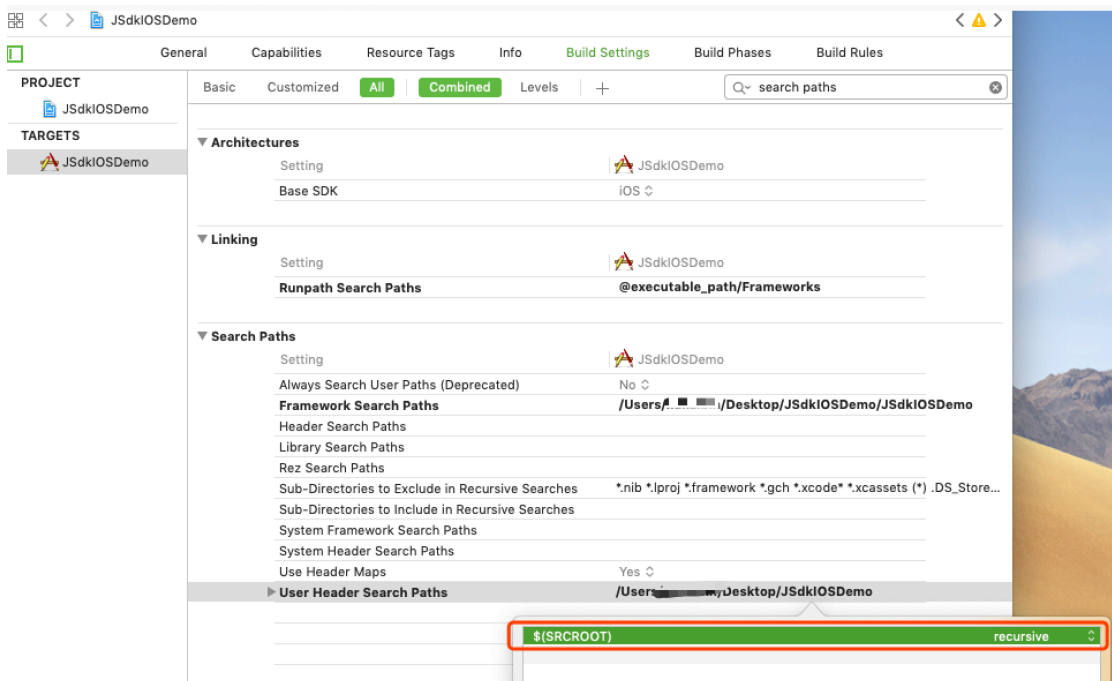 JSdkIOSDemo
General Capabilities Resource Tags Info Build Settings Build Phases Build Rules
PROJECT
JSdkIOSDemo
TARGETS
JSdkIOSDemo
Basic Customized All Combined Levels + search paths
Architectures
Setting JSdkIOSDemo
Base SDK iOS
Linking
Setting JSdkIOSDemo
Runpath Search Paths @executable_path/Frameworks
Search Paths
Setting JSdkIOSDemo
Always Search User Paths (Deprecated) No
Framework Search Paths /Users/ /Desktop/JSdkIOSDemo/JSdkIOSDemo
Header Search Paths
Library Search Paths
Rez Search Paths
Sub-Directories to Exclude in Recursive Searches *.nib *.lproj *.framework *.gch *.xcode* *.xcassets (*) .DS_Store...
Sub-Directories to Include in Recursive Searches
System Framework Search Paths
System Header Search Paths
Use Header Maps Yes
User Header Search Paths /Users /Desktop/JSdkIOSDemo
$(SRCROOT) recursive